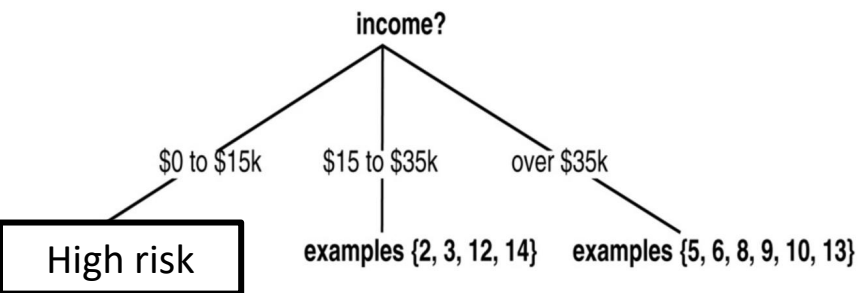 income?
$0 to $15k
$15 to $35k
over $35k
High risk
examples {2, 3, 12, 14}
examples {5, 6, 8, 9, 10, 13}